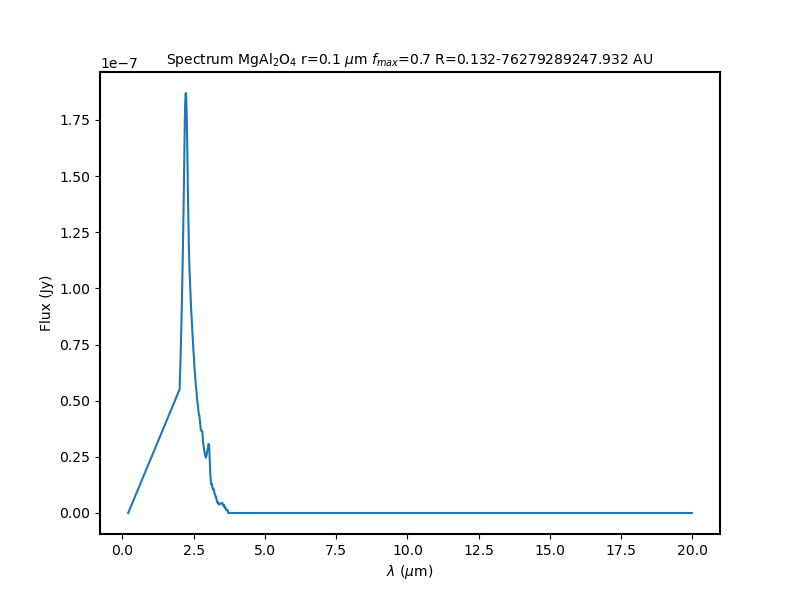 Spectrum MgAl₂O₄ r=0.1 μm f_max=0.7 R=0.132-76279289247.932 AU
1e−7
1.75
1.50
1.25
1.00
0.75
0.50
0.25
0.00
Flux (Jy)
0.0 2.5 5.0 7.5 10.0 12.5 15.0 17.5 20.0
λ (μm)